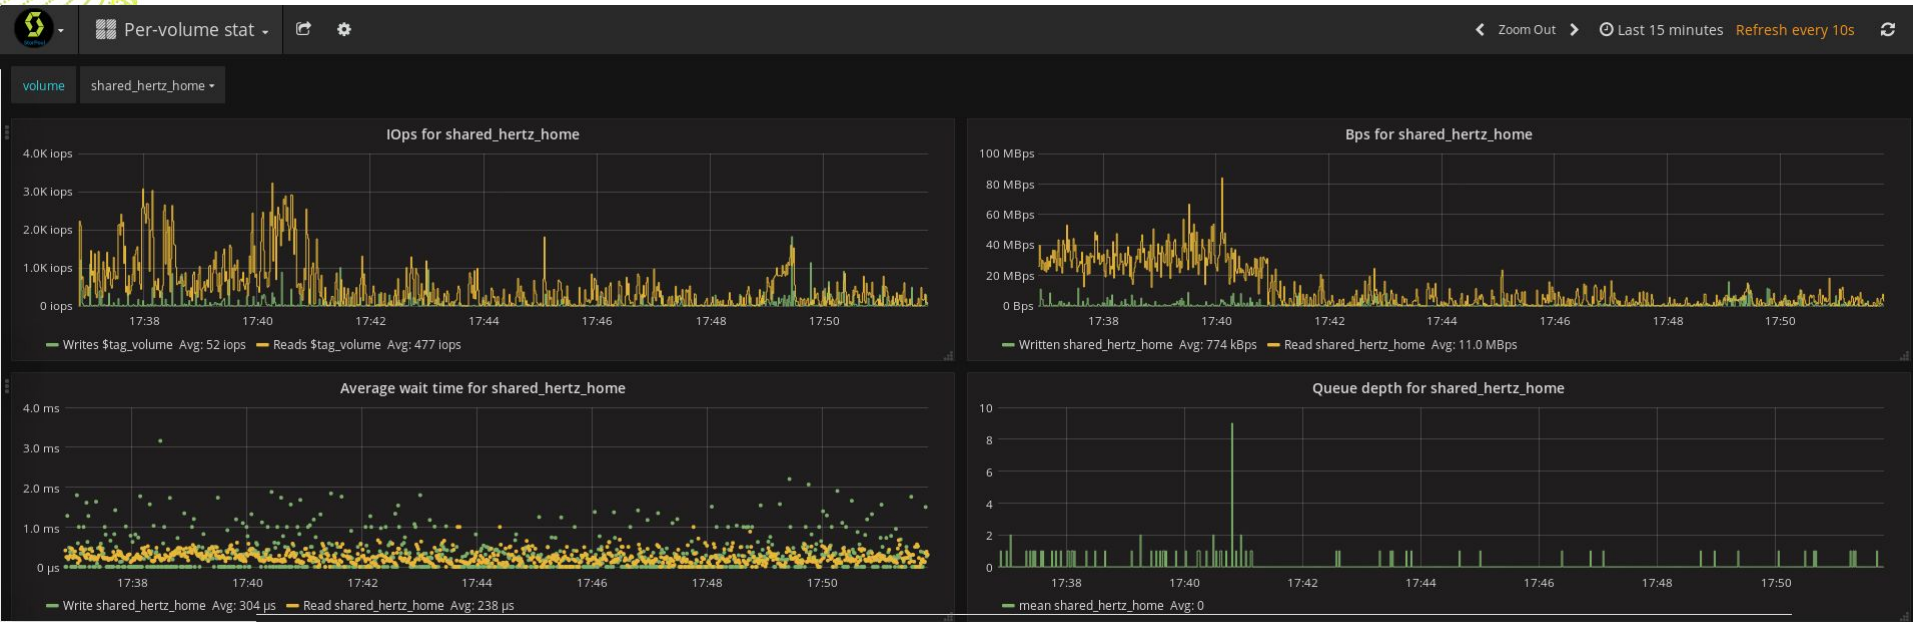 StorPool
Per-volume stat
Zoom Out
Last 15 minutes
Refresh every 10s
volume
shared_hertz_home
IOps for shared_hertz_home
4.0K iops
3.0K iops
2.0K iops
1.0K iops
0 iops
17:38 17:40 17:42 17:44 17:46 17:48 17:50
Writes $tag_volume Avg: 52 iops Reads $tag_volume Avg: 477 iops
Bps for shared_hertz_home
100 MBps
80 MBps
60 MBps
40 MBps
20 MBps
0 Bps
17:38 17:40 17:42 17:44 17:46 17:48 17:50
Written shared_hertz_home Avg: 774 kBps Read shared_hertz_home Avg: 11.0 MBps
Average wait time for shared_hertz_home
4.0 ms
3.0 ms
2.0 ms
1.0 ms
0 µs
17:38 17:40 17:42 17:44 17:46 17:48 17:50
Write shared_hertz_home Avg: 304 µs Read shared_hertz_home Avg: 238 µs
Queue depth for shared_hertz_home
10
8
6
4
2
0
17:38 17:40 17:42 17:44 17:46 17:48 17:50
mean shared_hertz_home Avg: 0